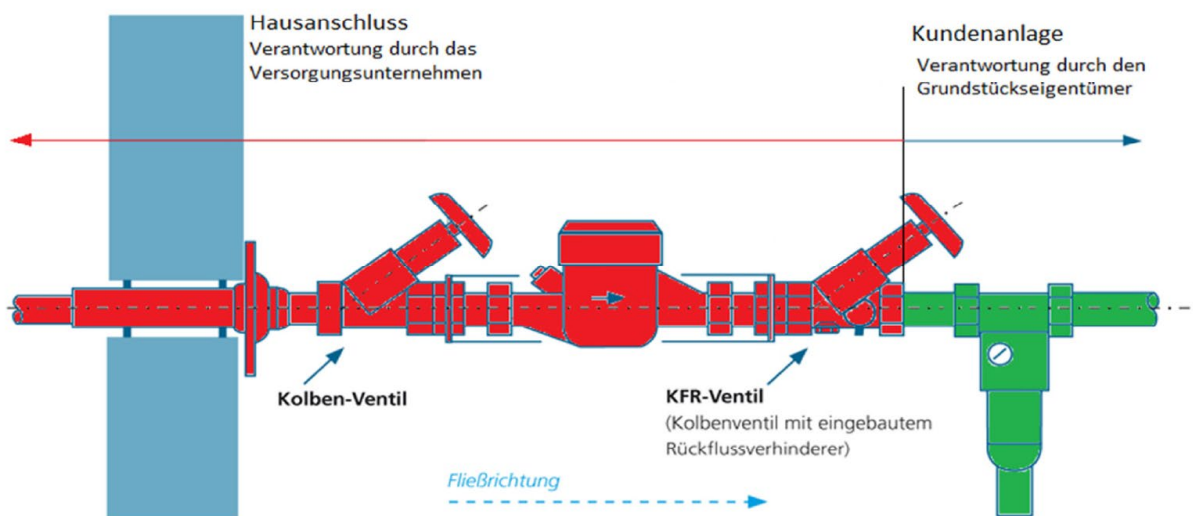 Hausanschluss
Verantwortung durch das
Versorgungsunternehmen
Kundenanlage
Verantwortung durch den
Grundstückseigentümer
Kolben-Ventil
KFR-Ventil
(Kolbenventil mit eingebautem
Rückflussverhinderer)
Fließrichtung